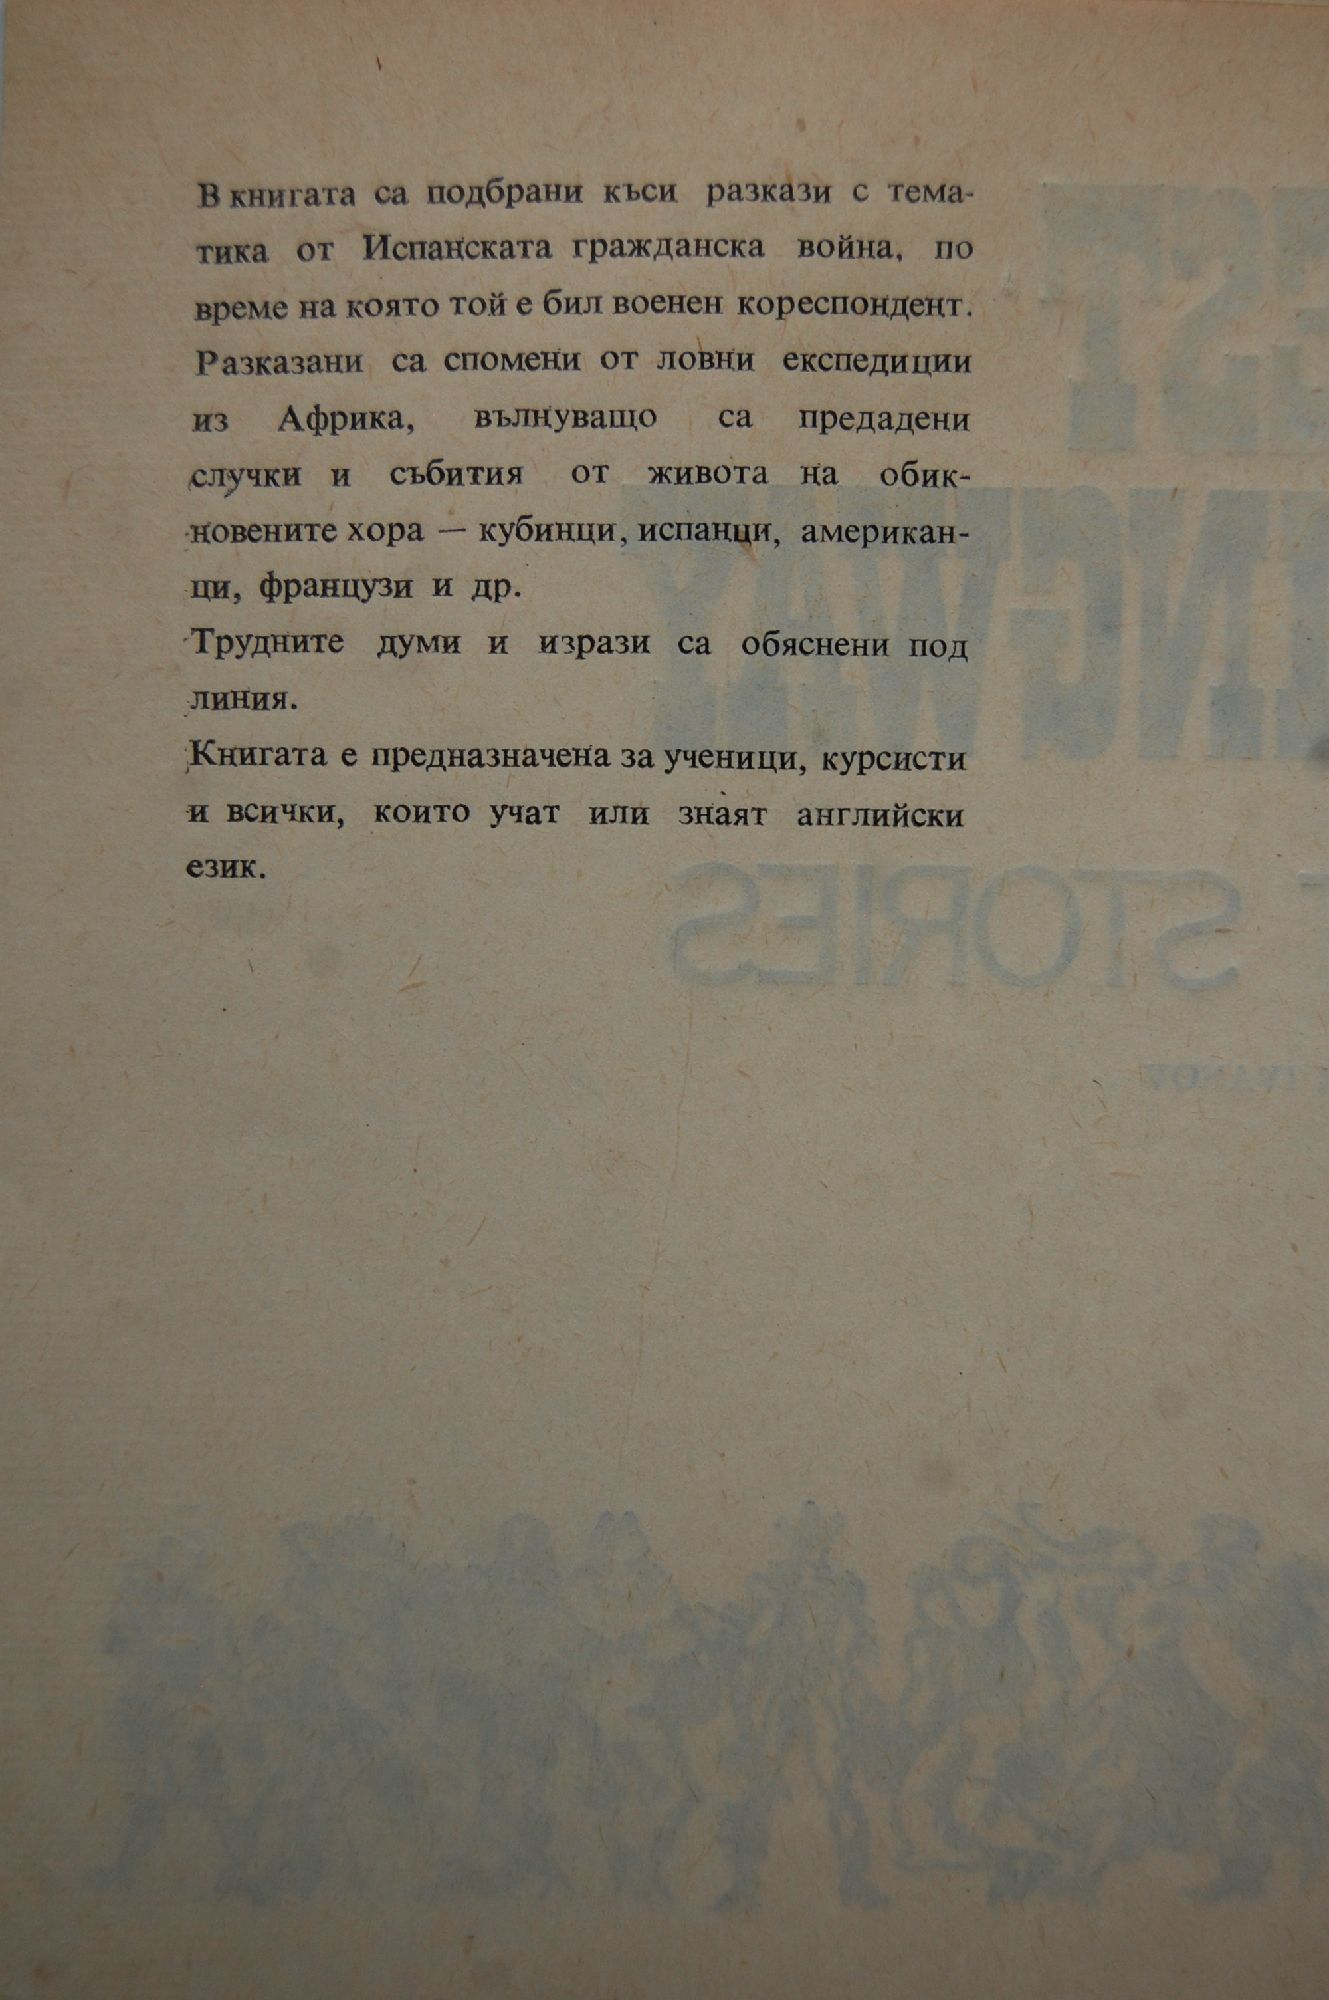 В книгата са подбрани къси разкази с тема-
тика от Испанската гражданска война, по
време на която той е бил военен кореспондент.
Разказани са спомени от ловни експедиции
из Африка, вълнуващо са предадени
случки и събития от живота на обик-
новените хора — кубинци, испанци, американ-
ци, французи и др.
Трудните думи и изрази са обяснени под
линия.
Книгата е предназначена за ученици, курсисти
и всички, които учат или знаят английски
език.
STORIES
IVANOV